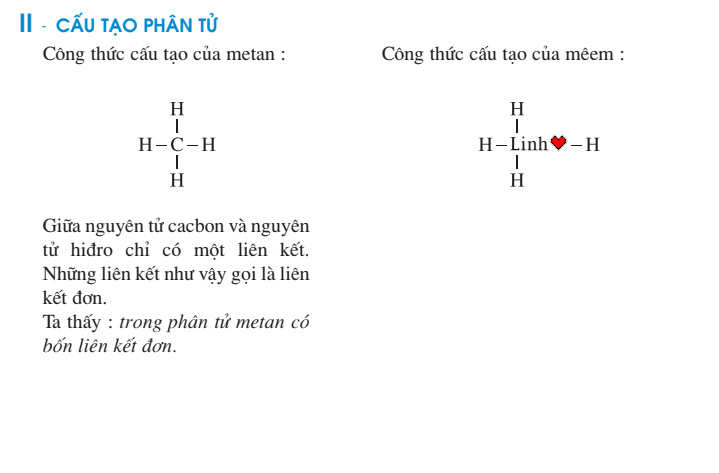 II - CẤU TẠO PHÂN TỬ
Công thức cấu tạo của metan :
H
H – C – H
H
Giữa nguyên tử cacbon và nguyên
tử hiđro chỉ có một liên kết.
Những liên kết như vậy gọi là liên
kết đơn.
Ta thấy : trong phân tử metan có
bốn liên kết đơn.
Công thức cấu tạo của mêem :
H
H – Linh❤ – H
H